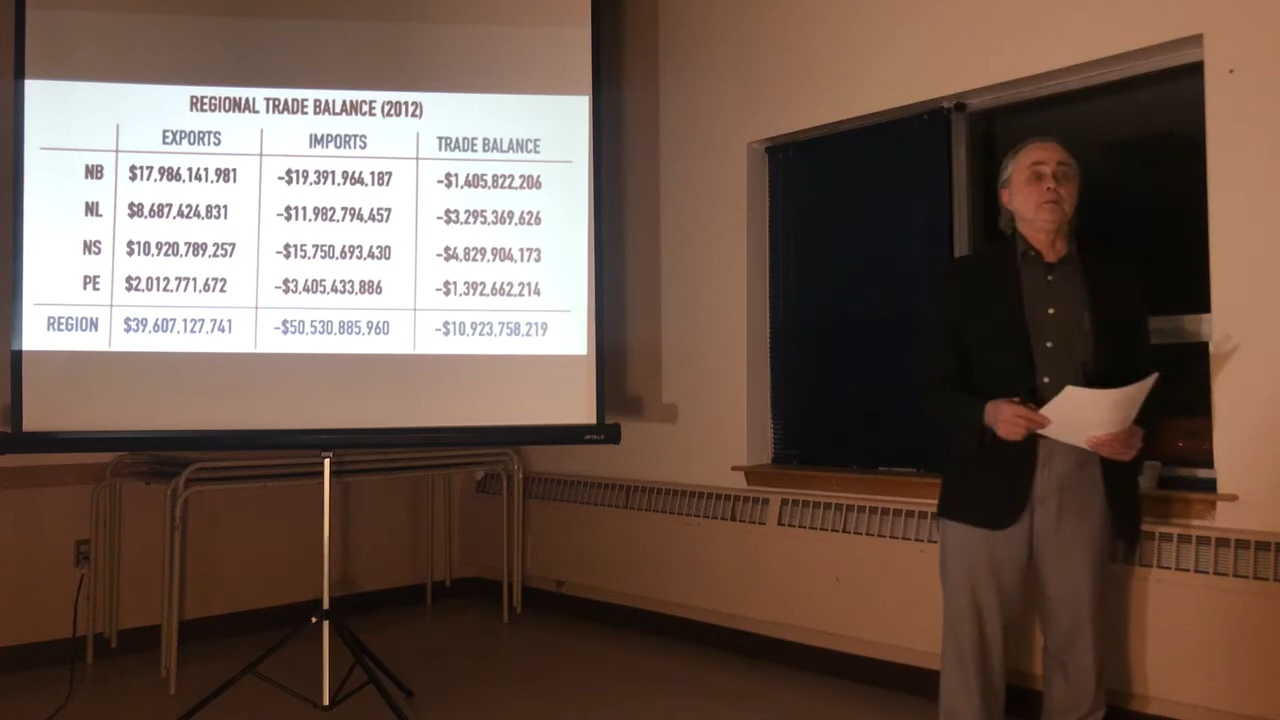 REGIONAL TRADE BALANCE (2012)
EXPORTS IMPORTS TRADE BALANCE
NB $17,986,141,981 -$19,391,964,187 -$1,405,822,206
NL $8,687,424,831 -$11,982,794,457 -$3,295,369,626
NS $10,920,789,257 -$15,750,693,430 -$4,829,904,173
PE $2,012,771,672 -$3,405,433,886 -$1,392,662,214
REGION $39,607,127,741 -$50,530,885,960 -$10,923,758,219
APOLLO